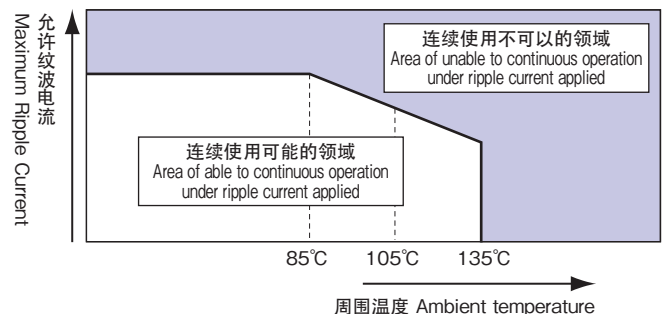 允许纹波电流
Maximum Ripple Current
连续使用不可以的领域
Area of unable to continuous operation
under ripple current applied
连续使用可能的领域
Area of able to continuous operation
under ripple current applied
85℃ 105℃ 135℃
周围温度 Ambient temperature